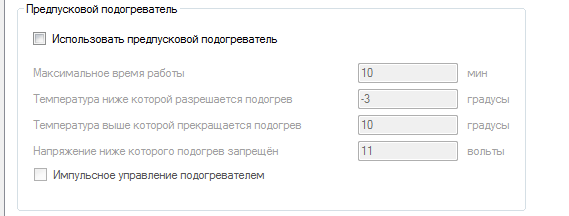 Предпусковой подогреватель
Использовать предпусковой подогреватель
Максимальное время работы 10 мин
Температура ниже которой разрешается подогрев -3 градусы
Температура выше которой прекращается подогрев 10 градусы
Напряжение ниже которого подогрев запрещён 11 вольты
Импульсное управление подогревателем